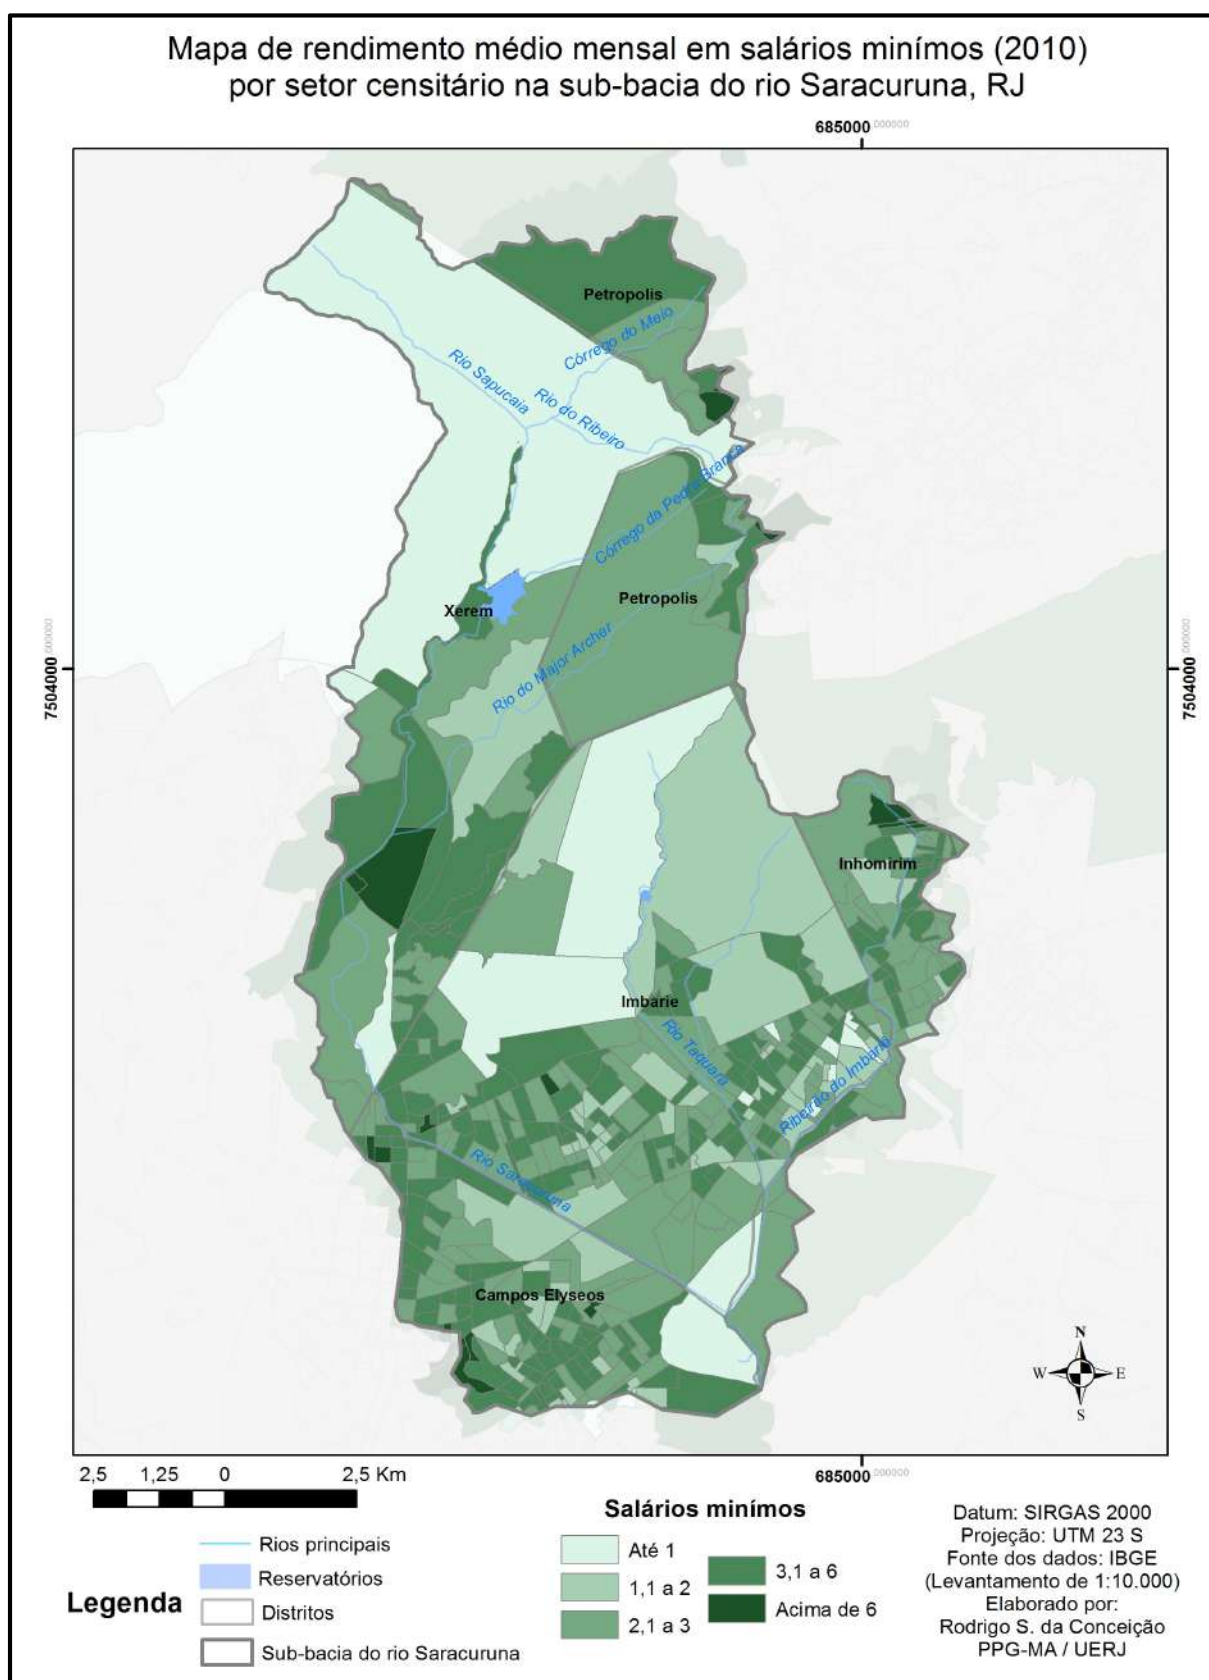 Mapa de rendimento médio mensal em salários minímos (2010)
por setor censitário na sub-bacia do rio Saracuruna, RJ
685000,000000
Petropolis
Córrego do Meio
Rio Sapucaia
Rio do Ribeiro
Córrego da Pedra Branca
Xerem
Petropolis
7504000,000000
7504000,000000
Rio do Major Archer
Inhomirim
Imbarie
Rio Taquara
Ribeirão do Imbarie
Rio Saracuruna
Campos Elyseos
N
W
E
S
2,5 1,25 0 2,5 Km
685000,000000
Legenda
Rios principais
Reservatórios
Distritos
Sub-bacia do rio Saracuruna
Salários minímos
Até 1
1,1 a 2
2,1 a 3
3,1 a 6
Acima de 6
Datum: SIRGAS 2000
Projeção: UTM 23 S
Fonte dos dados: IBGE
(Levantamento de 1:10.000)
Elaborado por:
Rodrigo S. da Conceição
PPG-MA / UERJ